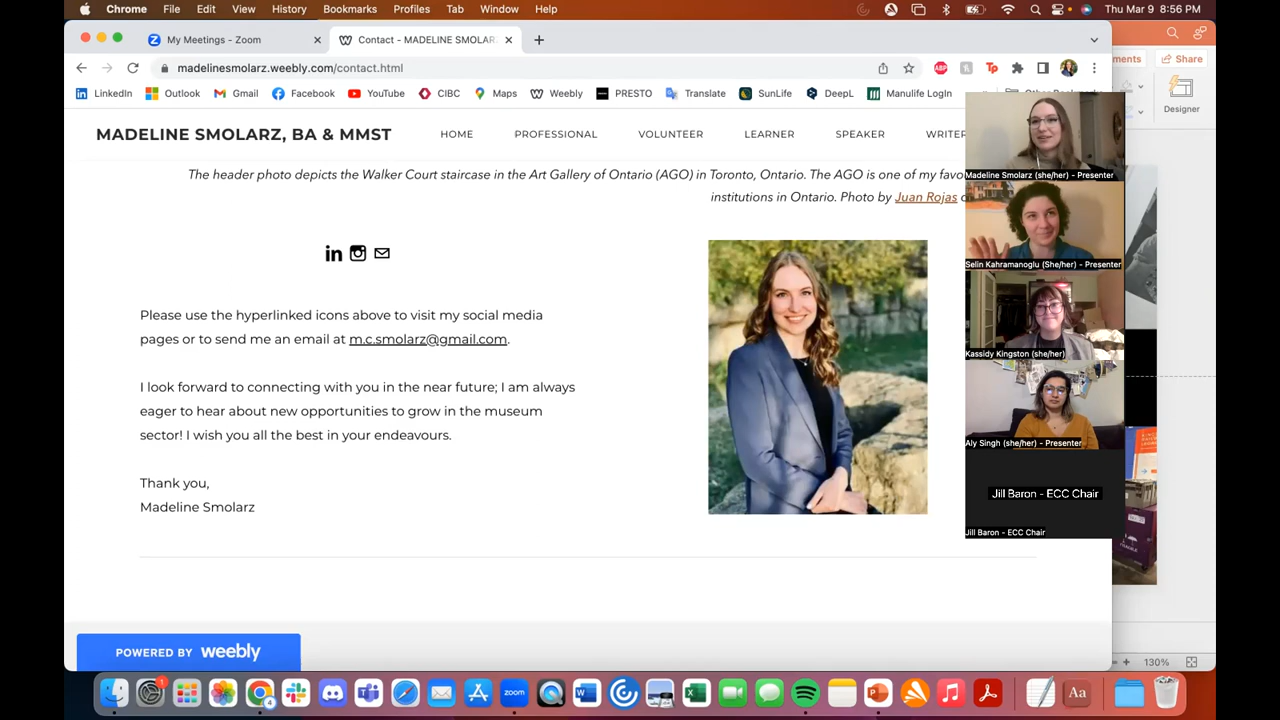 Chrome File Edit View History Bookmarks Profiles Tab Window Help Thu Mar 9 8:56 PM
My Meetings - Zoom
Contact - MADELINE SMOLARZ
madelinesmolarz.weebly.com/contact.html
ments Share
LinkedIn Outlook Gmail Facebook YouTube CIBC Maps Weebly PRESTO Translate SunLife DeepL Manulife LogIn
ABP
Designer
MADELINE SMOLARZ, BA & MMST
HOME PROFESSIONAL VOLUNTEER LEARNER SPEAKER WRITER
The header photo depicts the Walker Court staircase in the Art Gallery of Ontario (AGO) in Toronto, Ontario. The AGO is one of my favo
institutions in Ontario. Photo by Juan Rojas
Madeline Smolarz (she/her) - Presenter
Selin Kahramanoglu (She/her) - Presenter
Kassidy Kingston (she/her)
Aly Singh (she/her) - Presenter
Jill Baron - ECC Chair
Jill Baron - ECC Chair
in
Please use the hyperlinked icons above to visit my social media
pages or to send me an email at m.c.smolarz@gmail.com.
I look forward to connecting with you in the near future; I am always
eager to hear about new opportunities to grow in the museum
sector! I wish you all the best in your endeavours.
Thank you,
Madeline Smolarz
POWERED BY weebly
130%
zoom
Aa